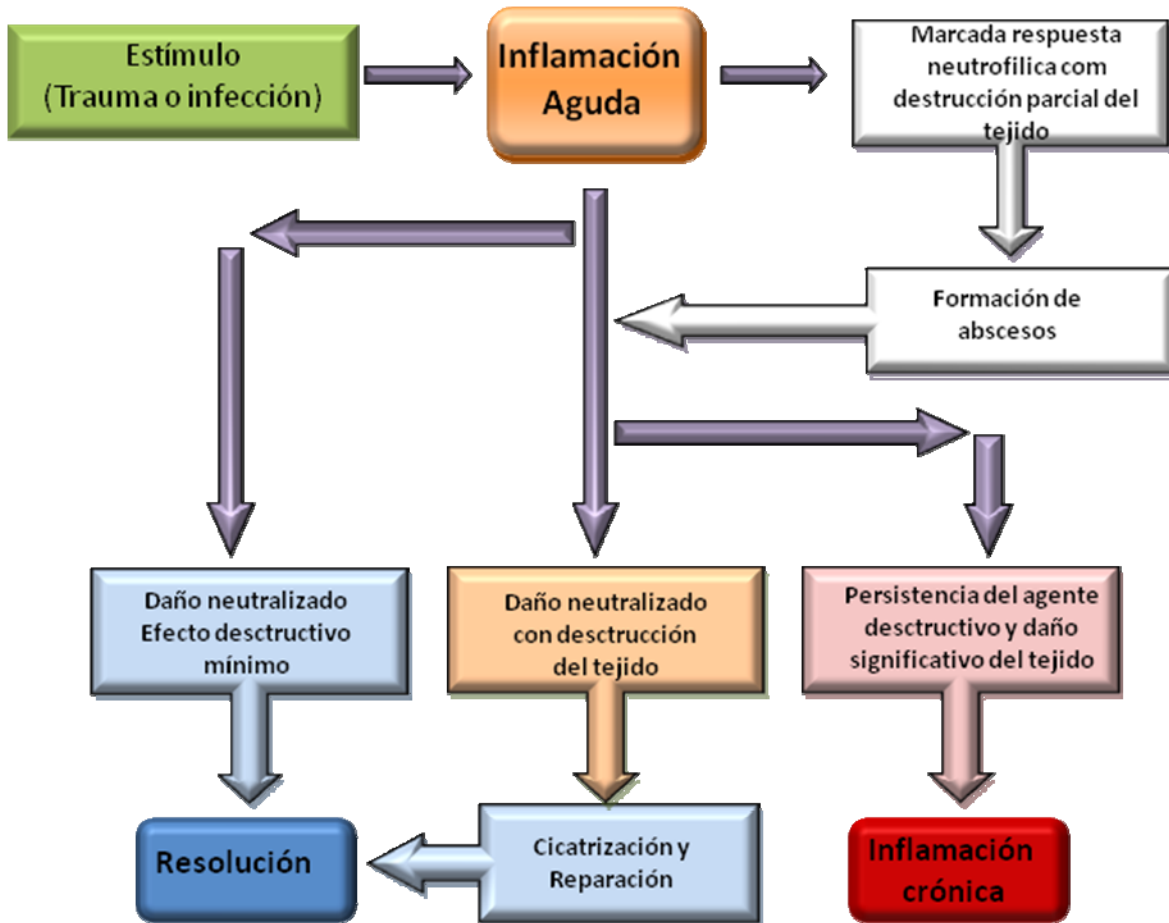 Estímulo
(Trauma o infección)
Inflamación
Aguda
Marcada respuesta
neutrofilica com
destrucción parcial del
tejido
Formación de
abscesos
Daño neutralizado
Efecto desctructivo
mínimo
Daño neutralizado
con desctrucción
del tejido
Persistencia del agente
desctructivo y daño
significativo del tejido
Resolución
Cicatrización y
Reparación
Inflamación
crónica